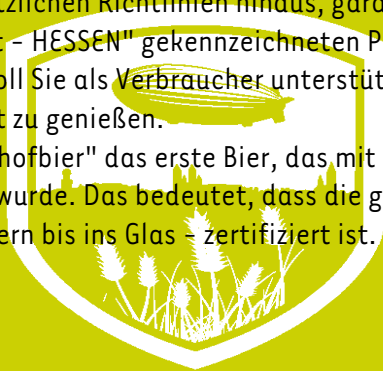 tzlichen Richtlinien hinaus, gara
t - HESSEN" gekennzeichneten P
oll Sie als Verbraucher unterstüt
t zu genießen.
hofbier" das erste Bier, das mit
wurde. Das bedeutet, dass die g
ern bis ins Glas - zertifiziert ist.